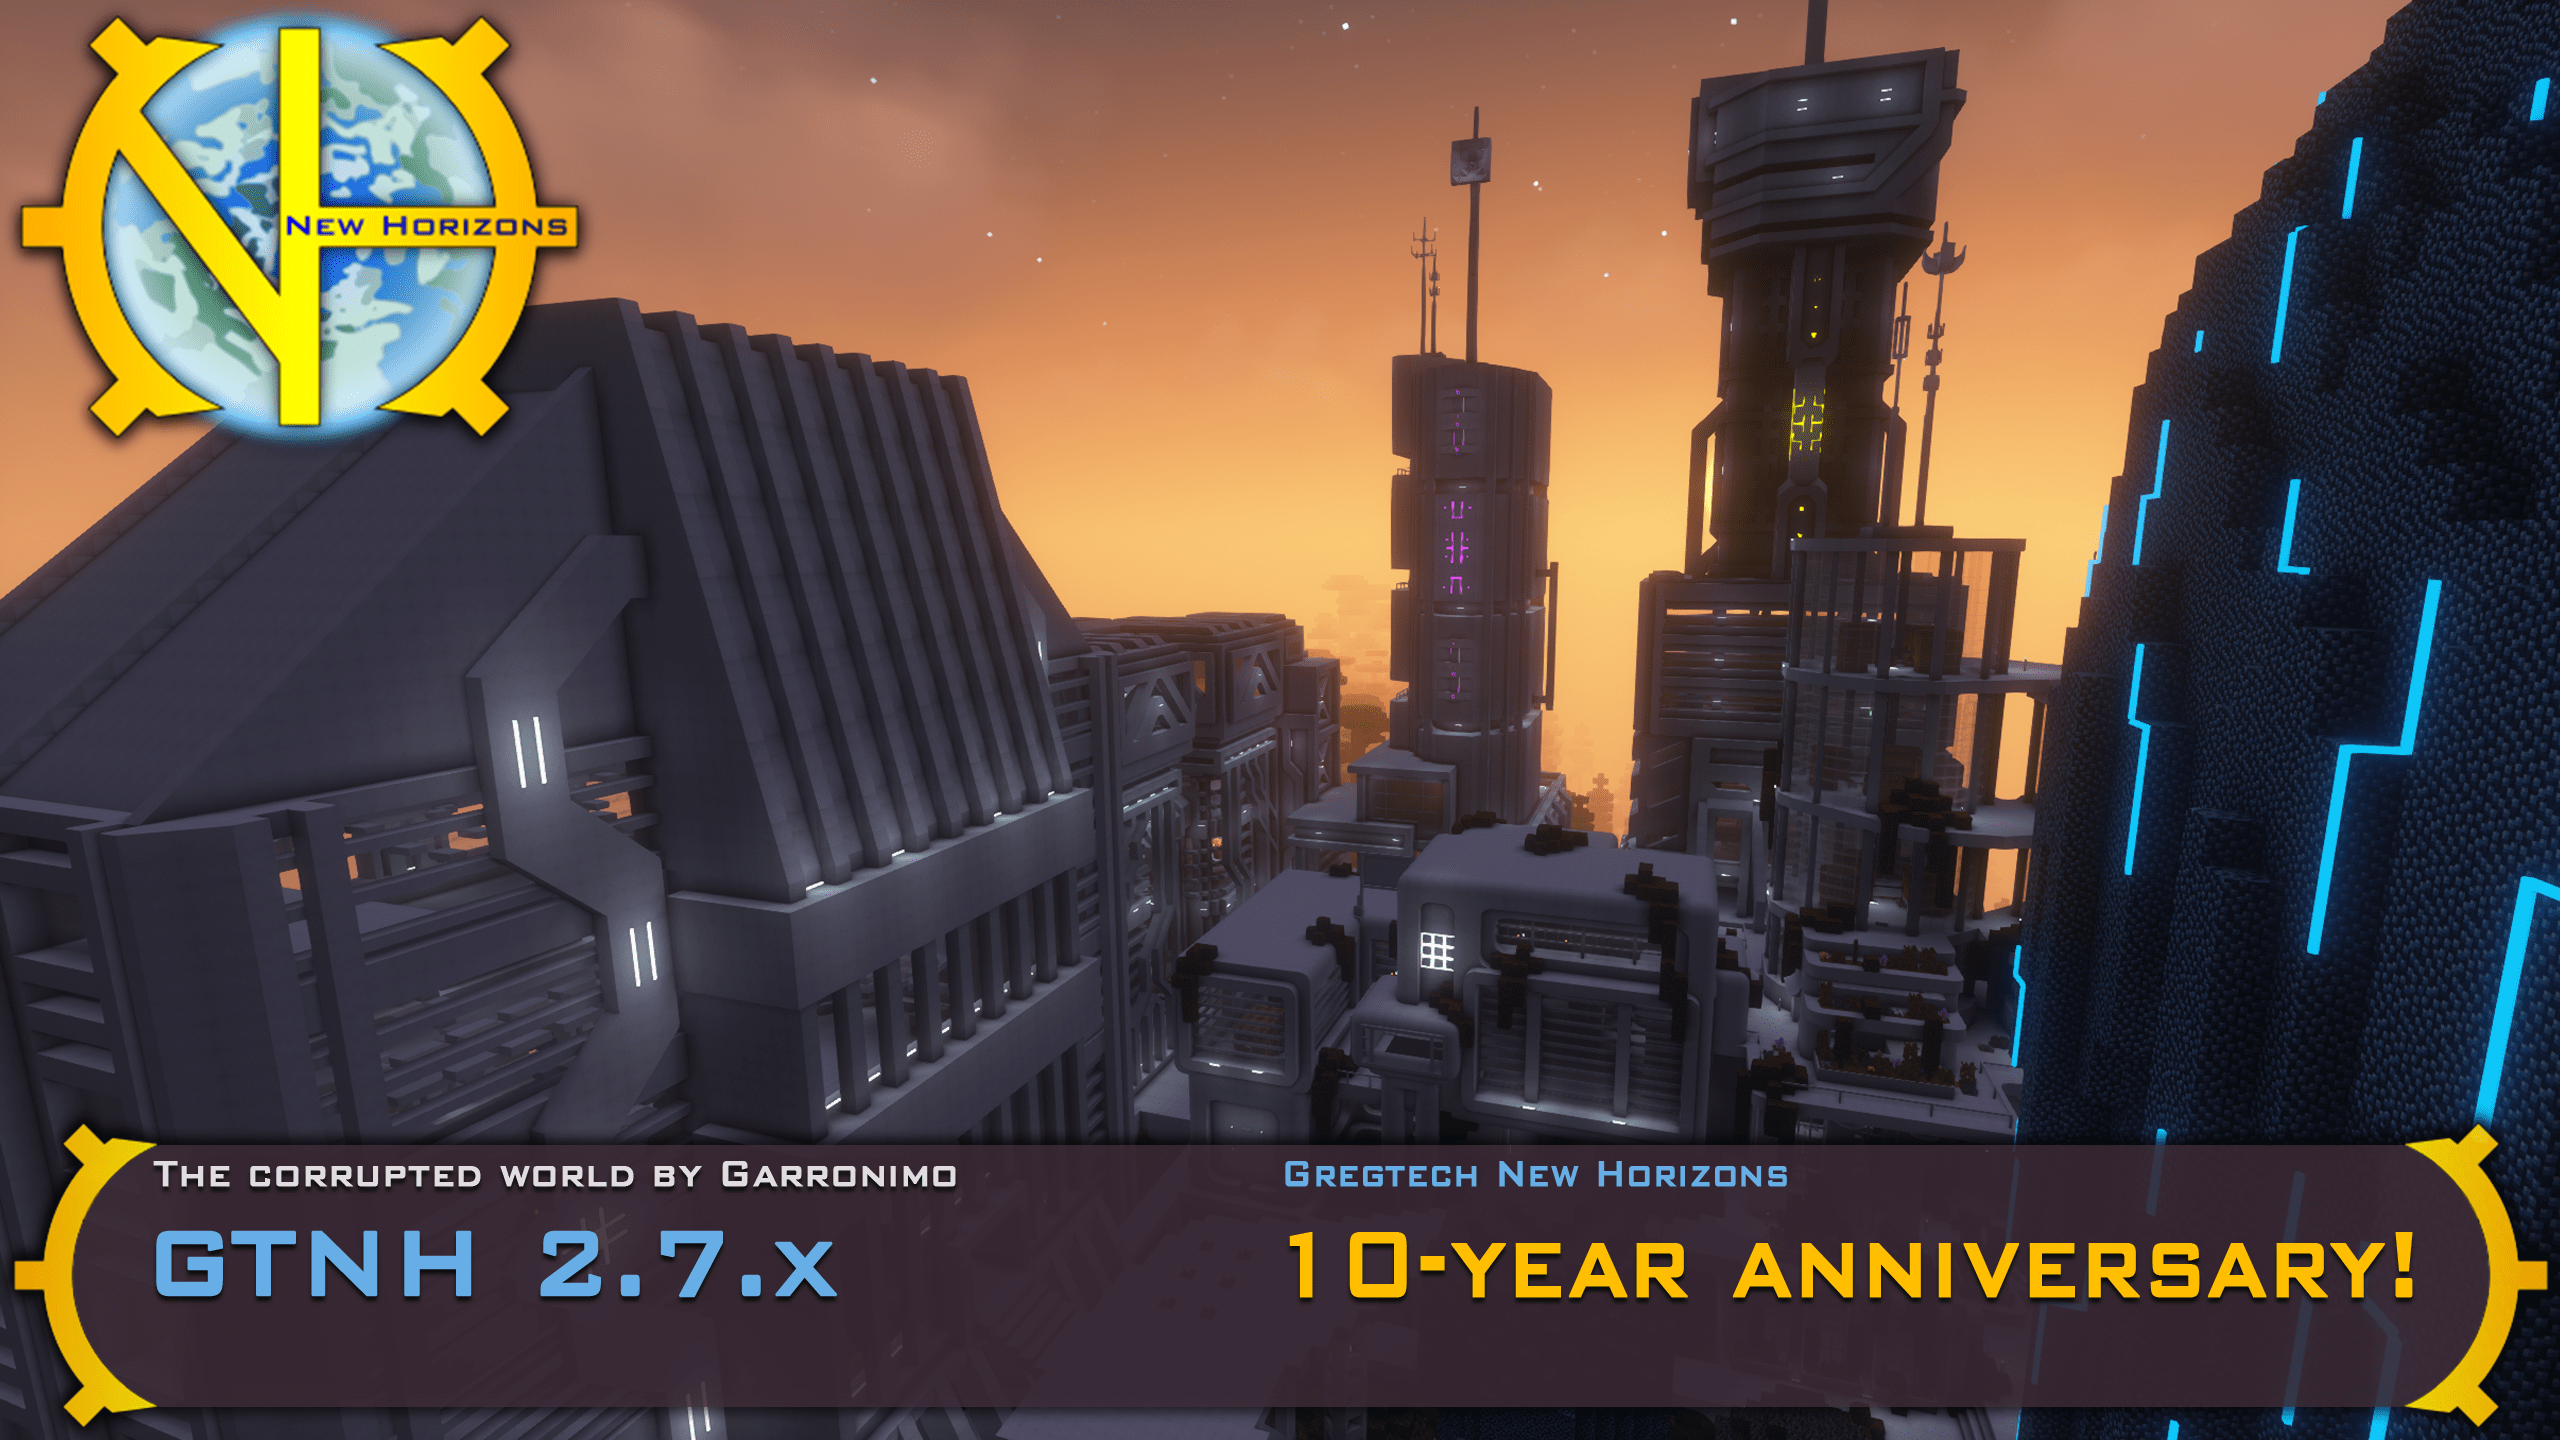 New Horizons
The corrupted world by Garronimo
GTNH 2.7.x
Gregtech New Horizons
10-year anniversary!